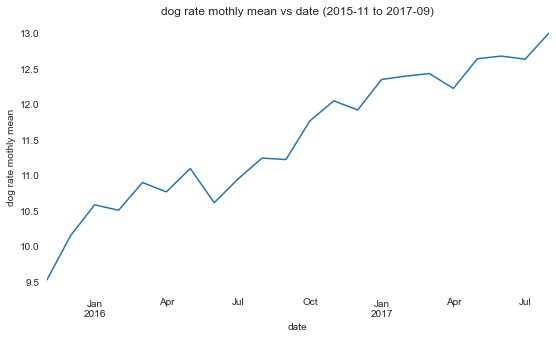 dog rate mothly mean vs date (2015-11 to 2017-09)
dog rate mothly mean
13.0
12.5
12.0
11.5
11.0
10.5
10.0
9.5
Jan Apr Jul Oct Jan Apr Jul
2016 2017
date